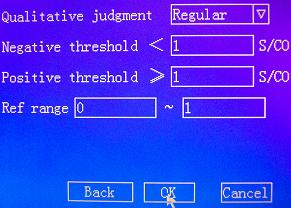 Qualitative judgment Regular ▽
Negative threshold < 1 S/CO
Positive threshold ≥ 1 S/CO
Ref range 0 ~ 1
Back OK Cancel